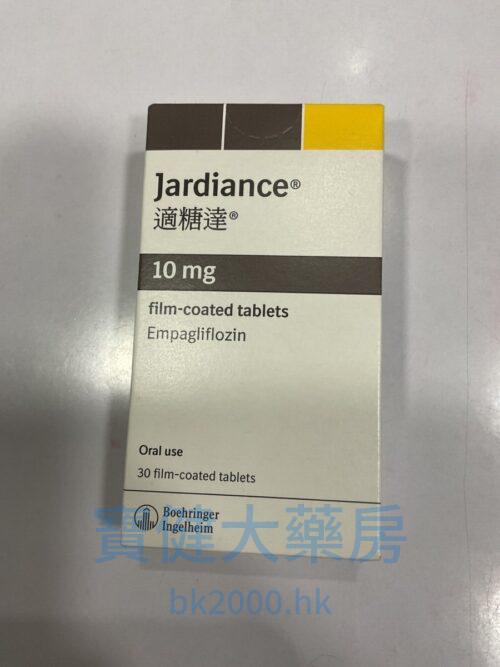 Jardiance®
適糖達®
10 mg
film-coated tablets
Empagliflozin
Oral use
30 film-coated tablets
Boehringer
Ingelheim
寶健大藥房
bk2000.hk